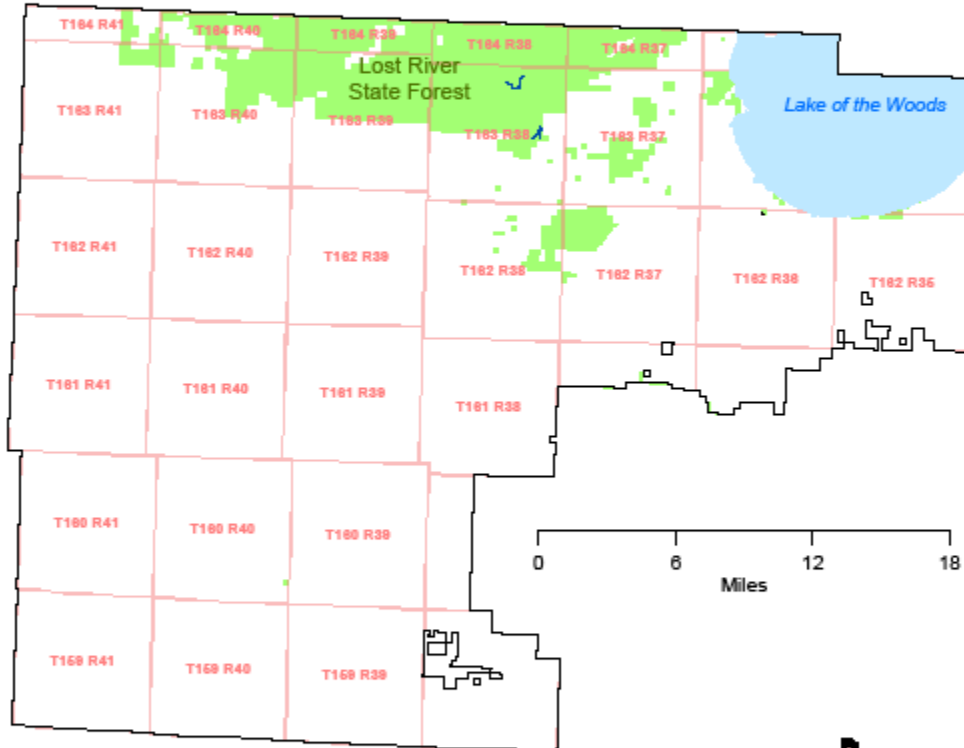 T164 R41
T164 R40
T164 R39
T164 R38
T164 R37
Lost River
State Forest
Lake of the Woods
T163 R41
T163 R40
T163 R39
T163 R38
T163 R37
T162 R41
T162 R40
T162 R39
T162 R38
T162 R37
T162 R36
T162 R35
T161 R41
T161 R40
T161 R39
T161 R38
T160 R41
T160 R40
T160 R39
0 6 12 18
Miles
T159 R41
T159 R40
T159 R39